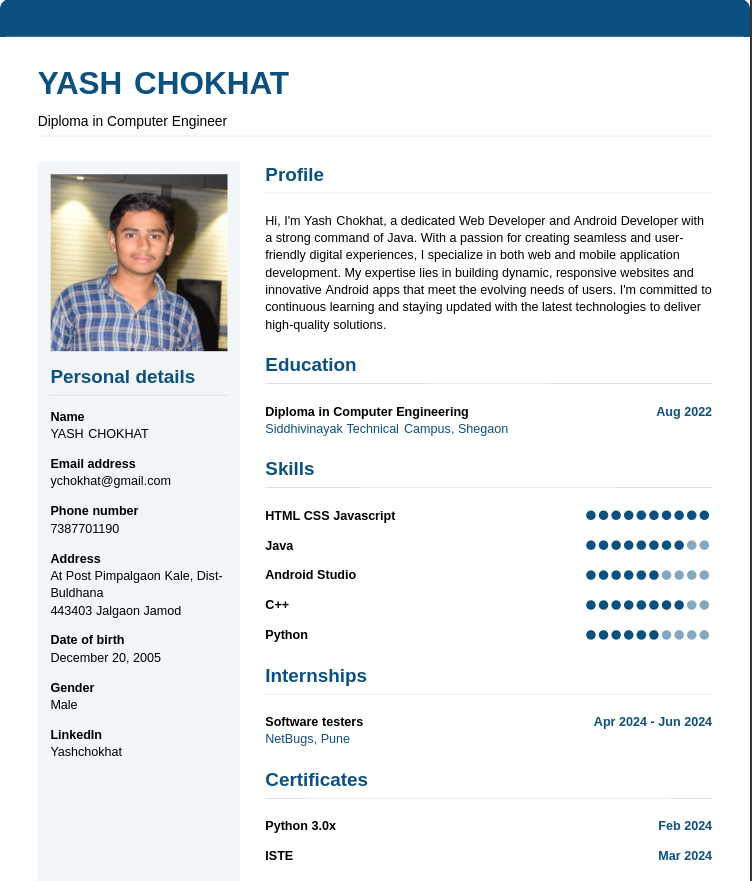 YASH CHOKHAT
Diploma in Computer Engineer
Personal details
Name
YASH CHOKHAT
Email address
ychokhat@gmail.com
Phone number
7387701190
Address
At Post Pimpalgaon Kale, Dist-
Buldhana
443403 Jalgaon Jamod
Date of birth
December 20, 2005
Gender
Male
LinkedIn
Yashchokhat
Profile
Hi, I'm Yash Chokhat, a dedicated Web Developer and Android Developer with
a strong command of Java. With a passion for creating seamless and user-
friendly digital experiences, I specialize in both web and mobile application
development. My expertise lies in building dynamic, responsive websites and
innovative Android apps that meet the evolving needs of users. I'm committed to
continuous learning and staying updated with the latest technologies to deliver
high-quality solutions.
Education
Diploma in Computer Engineering Aug 2022
Siddhivinayak Technical Campus, Shegaon
Skills
HTML CSS Javascript
Java
Android Studio
C++
Python
Internships
Software testers Apr 2024 - Jun 2024
NetBugs, Pune
Certificates
Python 3.0x Feb 2024
ISTE Mar 2024